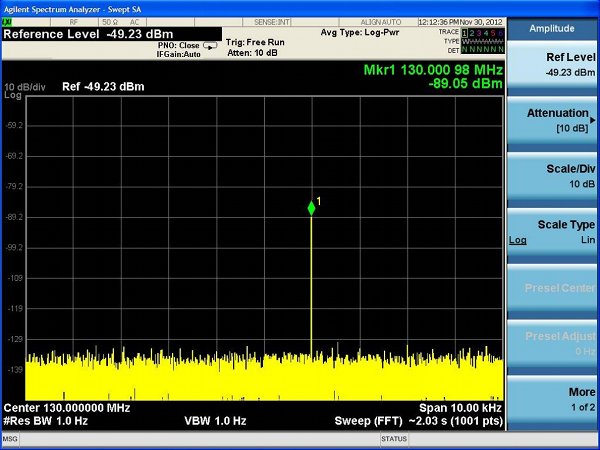 Agilent Spectrum Analyzer - Swept SA
LXI RF 50 Ω AC SENSE:INT ALIGN AUTO 12:12:36 PM Nov 30, 2012
Reference Level -49.23 dBm
PNO: Close
IFGain:Auto
Trig: Free Run
Atten: 10 dB
Avg Type: Log-Pwr
TRACE 1 2 3 4 5 6
TYPE
DET N N N N N N
Mkr1 130.000 98 MHz
-89.05 dBm
10 dB/div Ref -49.23 dBm
Log
-59.2
-69.2
-79.2
-89.2
-99.2
-109
-119
-129
-139
1
Center 130.000000 MHz Span 10.00 kHz
#Res BW 1.0 Hz VBW 1.0 Hz Sweep (FFT) ~2.03 s (1001 pts)
MSG STATUS
Amplitude
Ref Level
-49.23 dBm
Attenuation
[10 dB]
Scale/Div
10 dB
Scale Type
Log Lin
Presel Center
Presel Adjust
0 Hz
More
1 of 2